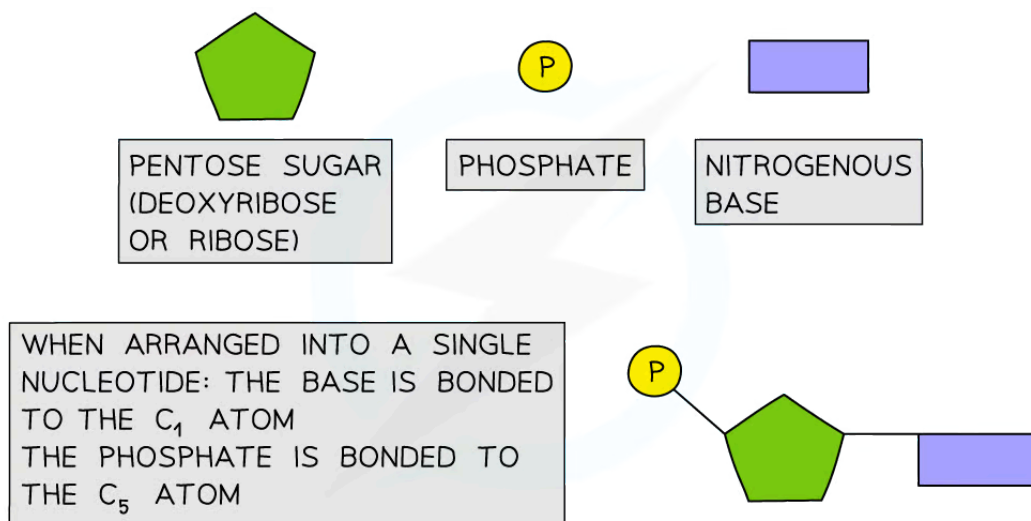 P
PENTOSE SUGAR
(DEOXYRIBOSE
OR RIBOSE)
PHOSPHATE
NITROGENOUS
BASE
WHEN ARRANGED INTO A SINGLE
NUCLEOTIDE: THE BASE IS BONDED
TO THE C₁ ATOM
THE PHOSPHATE IS BONDED TO
THE C₅ ATOM
P